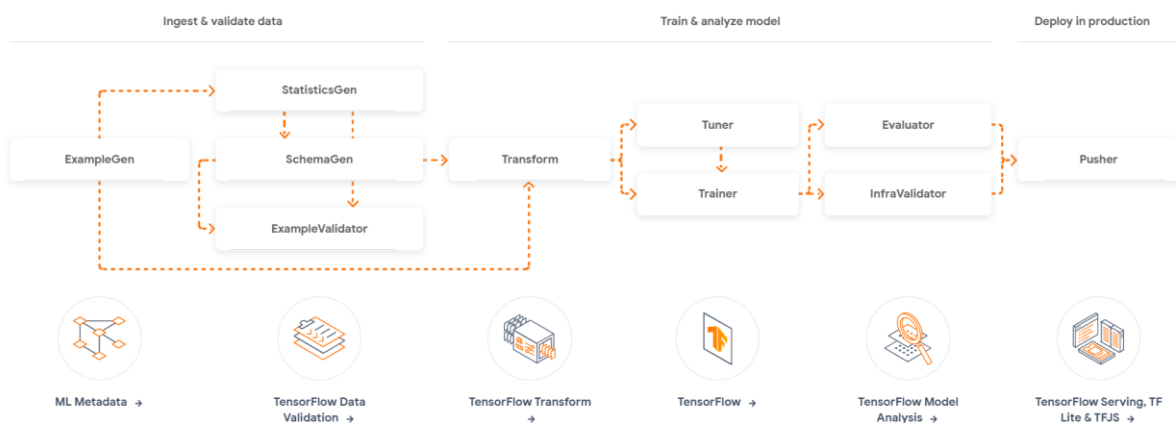 Ingest & validate data
Train & analyze model
Deploy in production
StatisticsGen
Tuner
Evaluator
ExampleGen
SchemaGen
Transform
Pusher
Trainer
InfraValidator
ExampleValidator
ML Metadata →
TensorFlow Data
Validation →
TensorFlow Transform
→
TensorFlow →
TensorFlow Model
Analysis →
TensorFlow Serving, TF
Lite & TFJS →